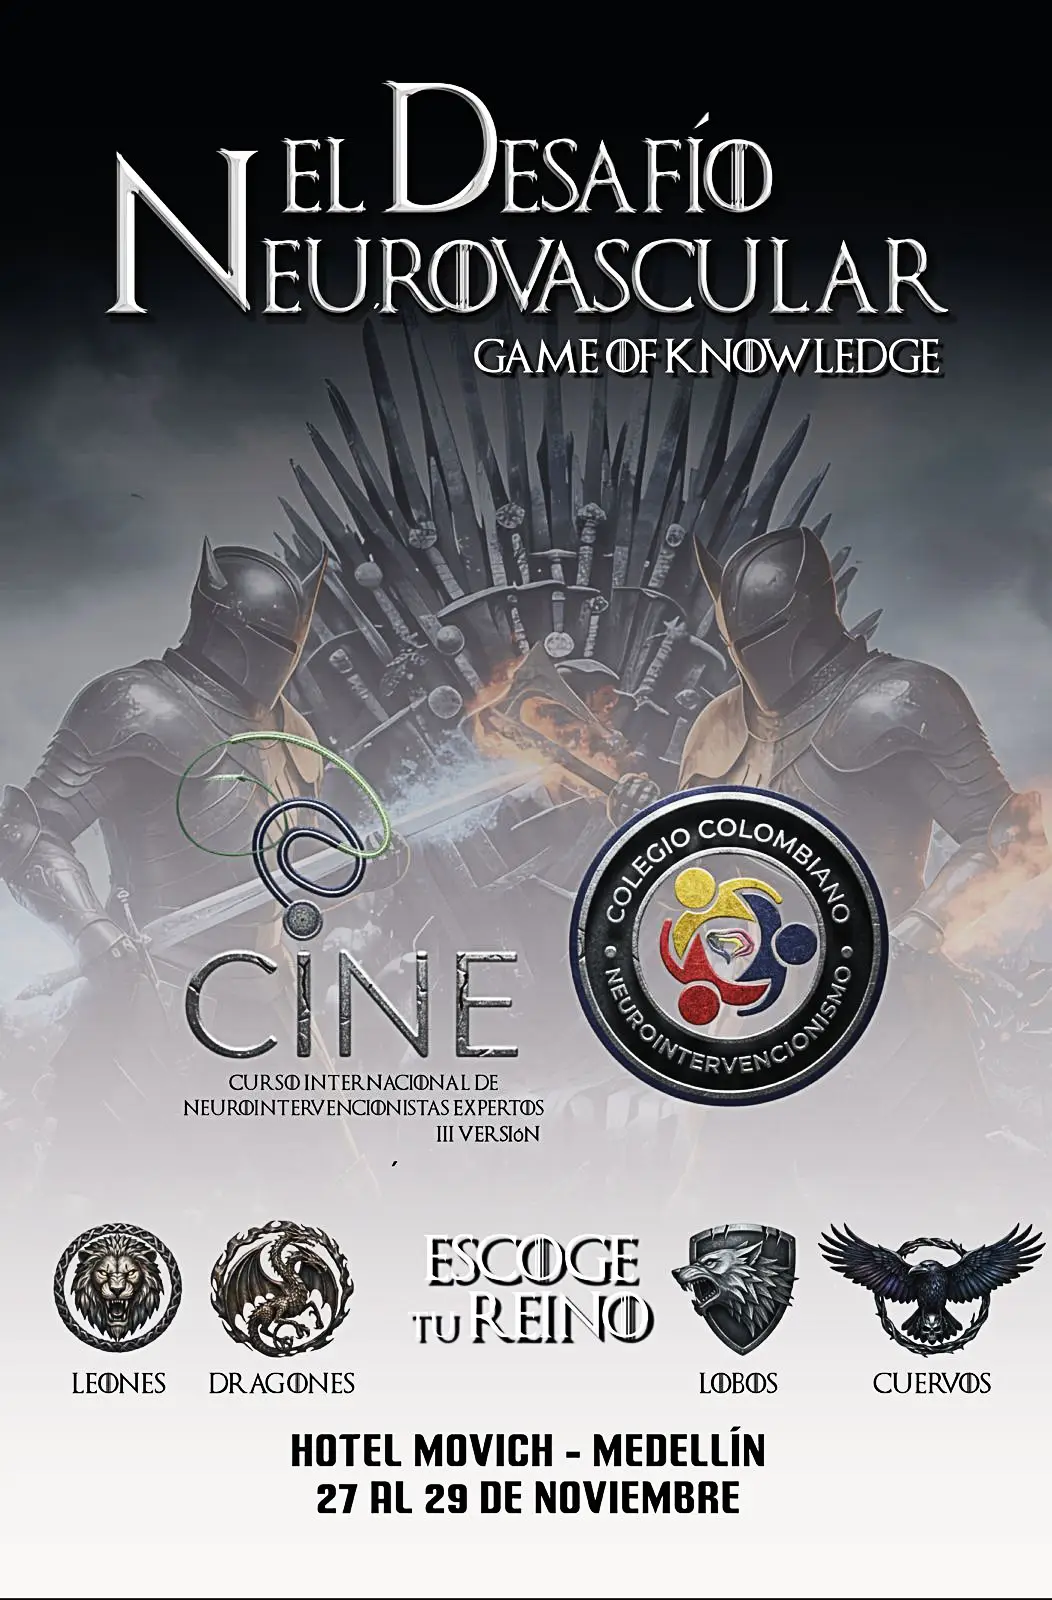 EL DESAFÍO
NEUROVASCULAR
GAME OF KNOWLEDGE
CINE
CURSO INTERNACIONAL DE
NEUROINTERVENCIONISTAS EXPERTOS
III VERSIÓN
COLEGIO COLOMBIANO
NEUROINTERVENCIONISMO
ESCOGE
TU REINO
LEONES
DRAGONES
LOBOS
CUERVOS
HOTEL MOVICH - MEDELLÍN
27 AL 29 DE NOVIEMBRE